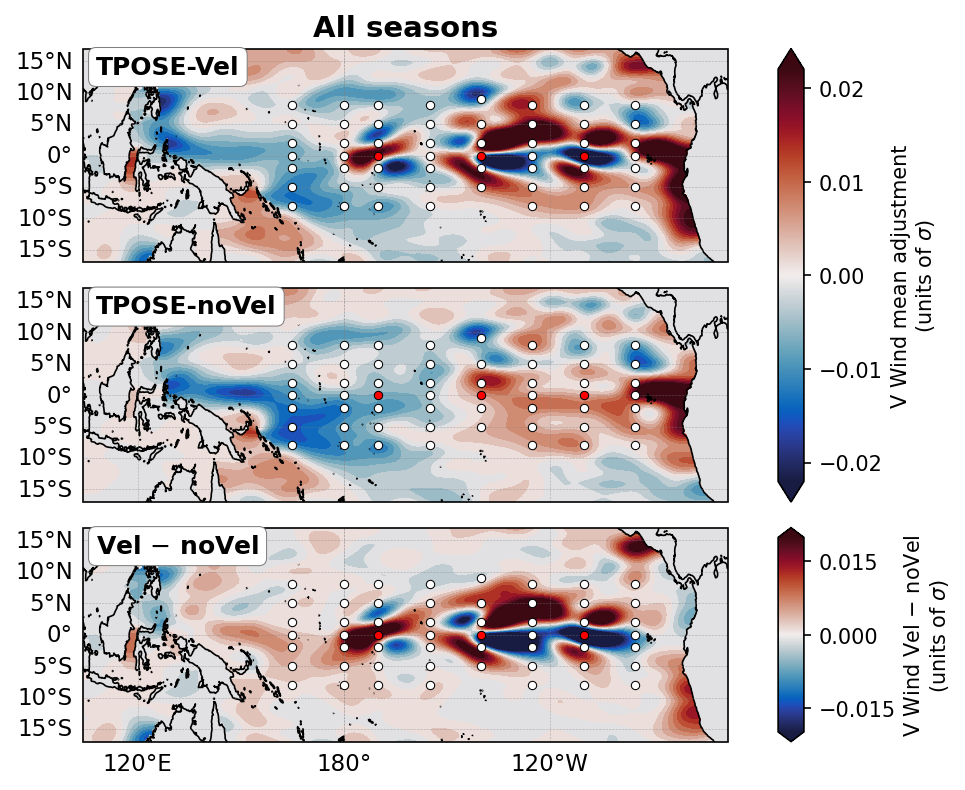 All seasons
TPOSE-Vel
15°N
10°N
5°N
0°
5°S
10°S
15°S
TPOSE-noVel
15°N
10°N
5°N
0°
5°S
10°S
15°S
Vel − noVel
15°N
10°N
5°N
0°
5°S
10°S
15°S
120°E
180°
120°W
0.02
0.01
0.00
−0.01
−0.02
V Wind mean adjustment
(units of σ)
0.015
0.000
−0.015
V Wind Vel − noVel
(units of σ)